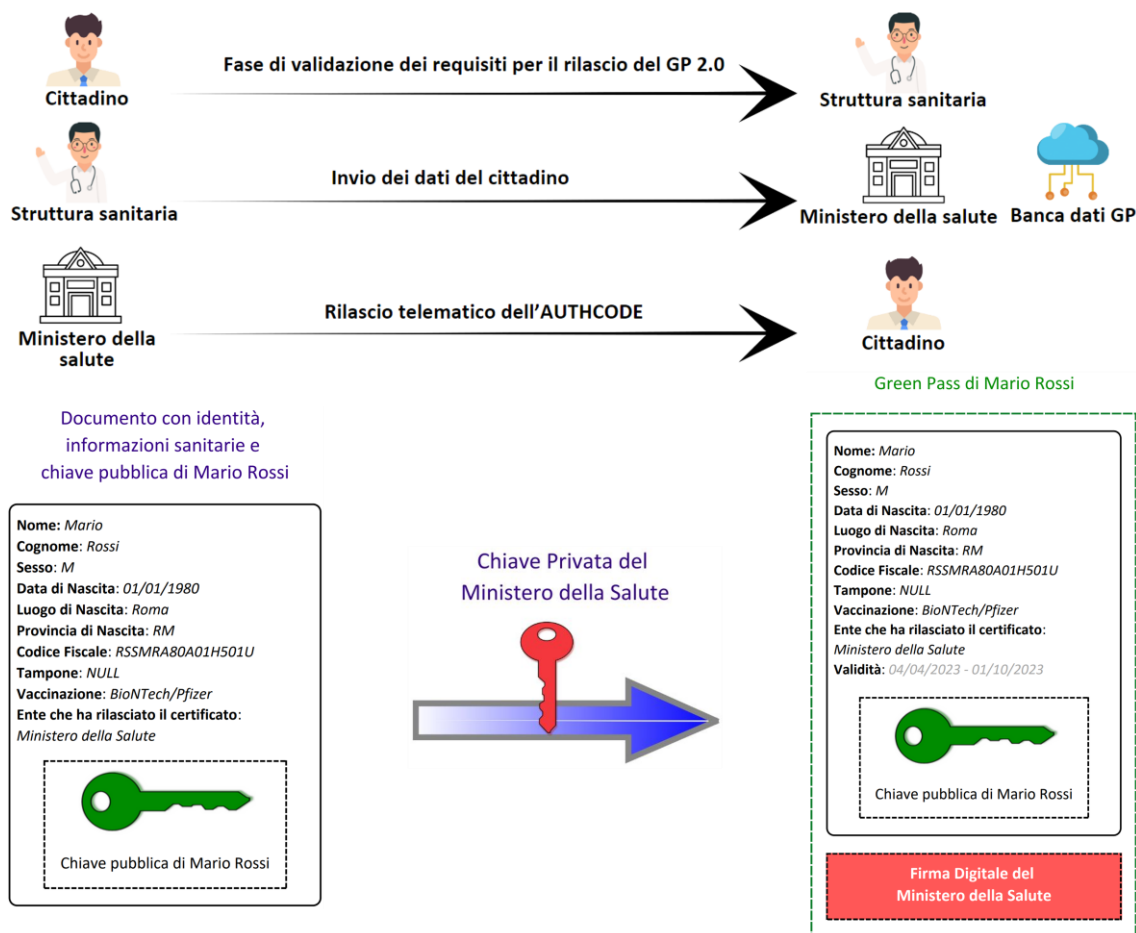 Fase di validazione dei requisiti per il rilascio del GP 2.0
Cittadino
Struttura sanitaria
Invio dei dati del cittadino
Struttura sanitaria
Ministero della salute
Banca dati GP
Rilascio telematico dell'AUTHCODE
Ministero della
salute
Cittadino
Green Pass di Mario Rossi
Documento con identità,
informazioni sanitarie e
chiave pubblica di Mario Rossi
Nome: Mario
Cognome: Rossi
Sesso: M
Data di Nascita: 01/01/1980
Luogo di Nascita: Roma
Provincia di Nascita: RM
Codice Fiscale: RSSMRA80A01H501U
Tampone: NULL
Vaccinazione: BioNTech/Pfizer
Ente che ha rilasciato il certificato:
Ministero della Salute
Chiave pubblica di Mario Rossi
Chiave Privata del
Ministero della Salute
Nome: Mario
Cognome: Rossi
Sesso: M
Data di Nascita: 01/01/1980
Luogo di Nascita: Roma
Provincia di Nascita: RM
Codice Fiscale: RSSMRA80A01H501U
Tampone: NULL
Vaccinazione: BioNTech/Pfizer
Ente che ha rilasciato il certificato:
Ministero della Salute
Validità: 04/04/2023 - 01/10/2023
Chiave pubblica di Mario Rossi
Firma Digitale del
Ministero della Salute